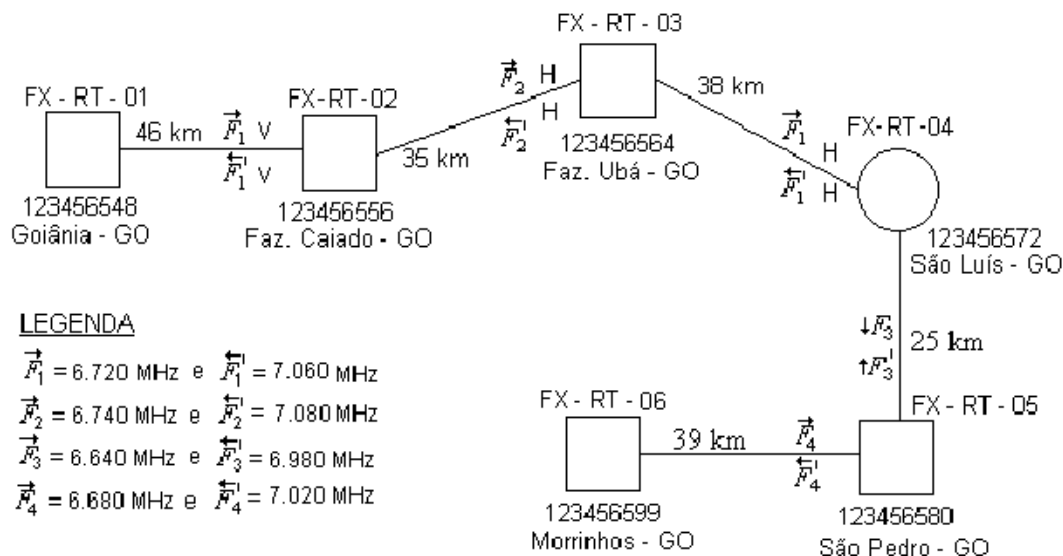 FX - RT - 01
46 km
F1 V
F1' V
123456548
Goiânia - GO
FX-RT-02
123456556
Faz. Caiado - GO
35 km
F2 H
H
F2'
FX - RT - 03
123456564
Faz. Ubá - GO
38 km
F1 H
F1' H
FX-RT-04
123456572
São Luís - GO
↓F3
25 km
↑F3'
FX - RT - 05
123456580
São Pedro - GO
39 km
F4
F4'
FX - RT - 06
123456599
Morrinhos - GO
LEGENDA
F1 = 6.720 MHz e F1' = 7.060 MHz
F2 = 6.740 MHz e F2' = 7.080 MHz
F3 = 6.640 MHz e F3' = 6.980 MHz
F4 = 6.680 MHz e F4' = 7.020 MHz